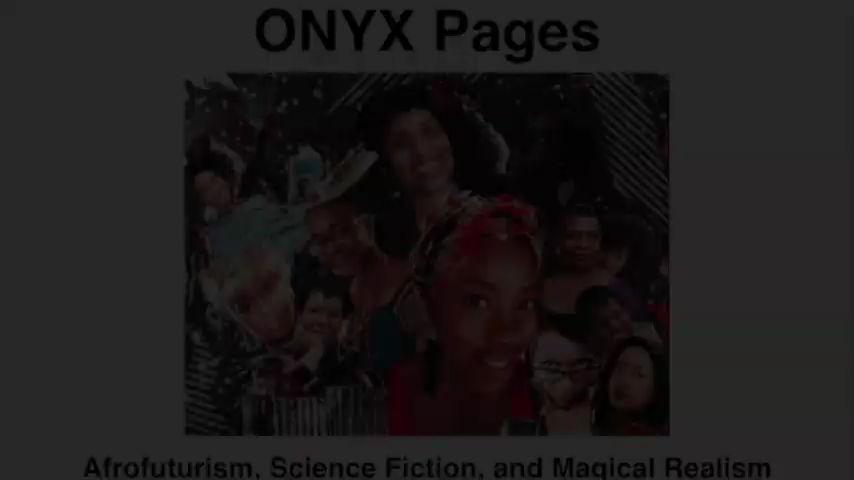 ONYX Pages
Afrofuturism, Science Fiction, and Magical Realism